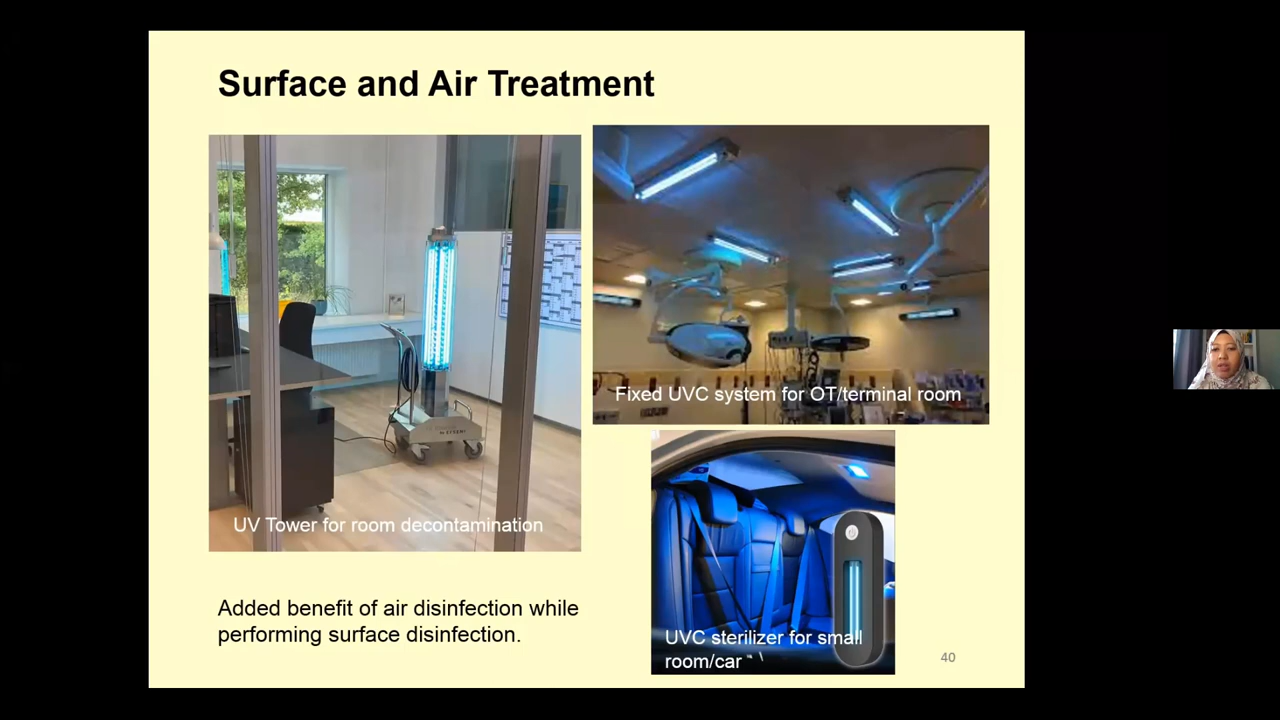 Surface and Air Treatment
UV Tower for room decontamination
Fixed UVC system for OT/terminal room
UVC sterilizer for small
room/car
Added benefit of air disinfection while
performing surface disinfection.
40